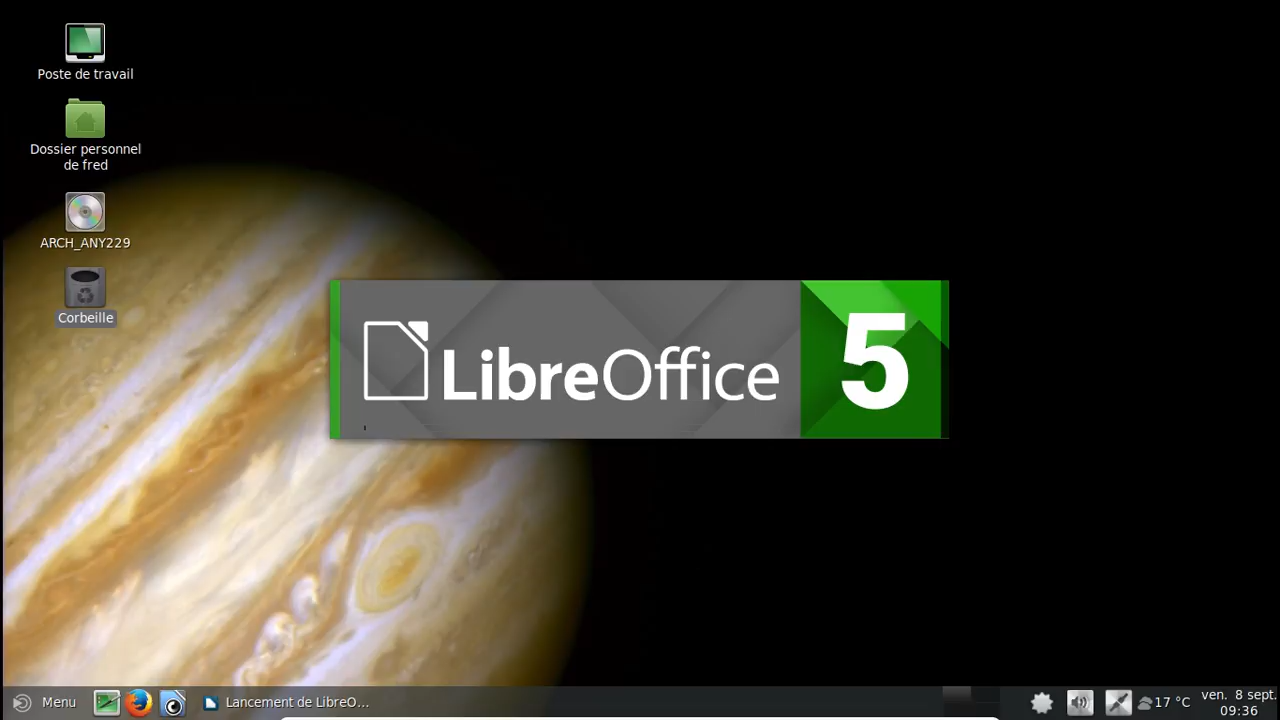 Poste de travail
Dossier personnel
de fred
ARCH_ANY229
Corbeille
LibreOffice 5
Menu
Lancement de LibreO...
17 °C
ven. 8 sept.
09:36